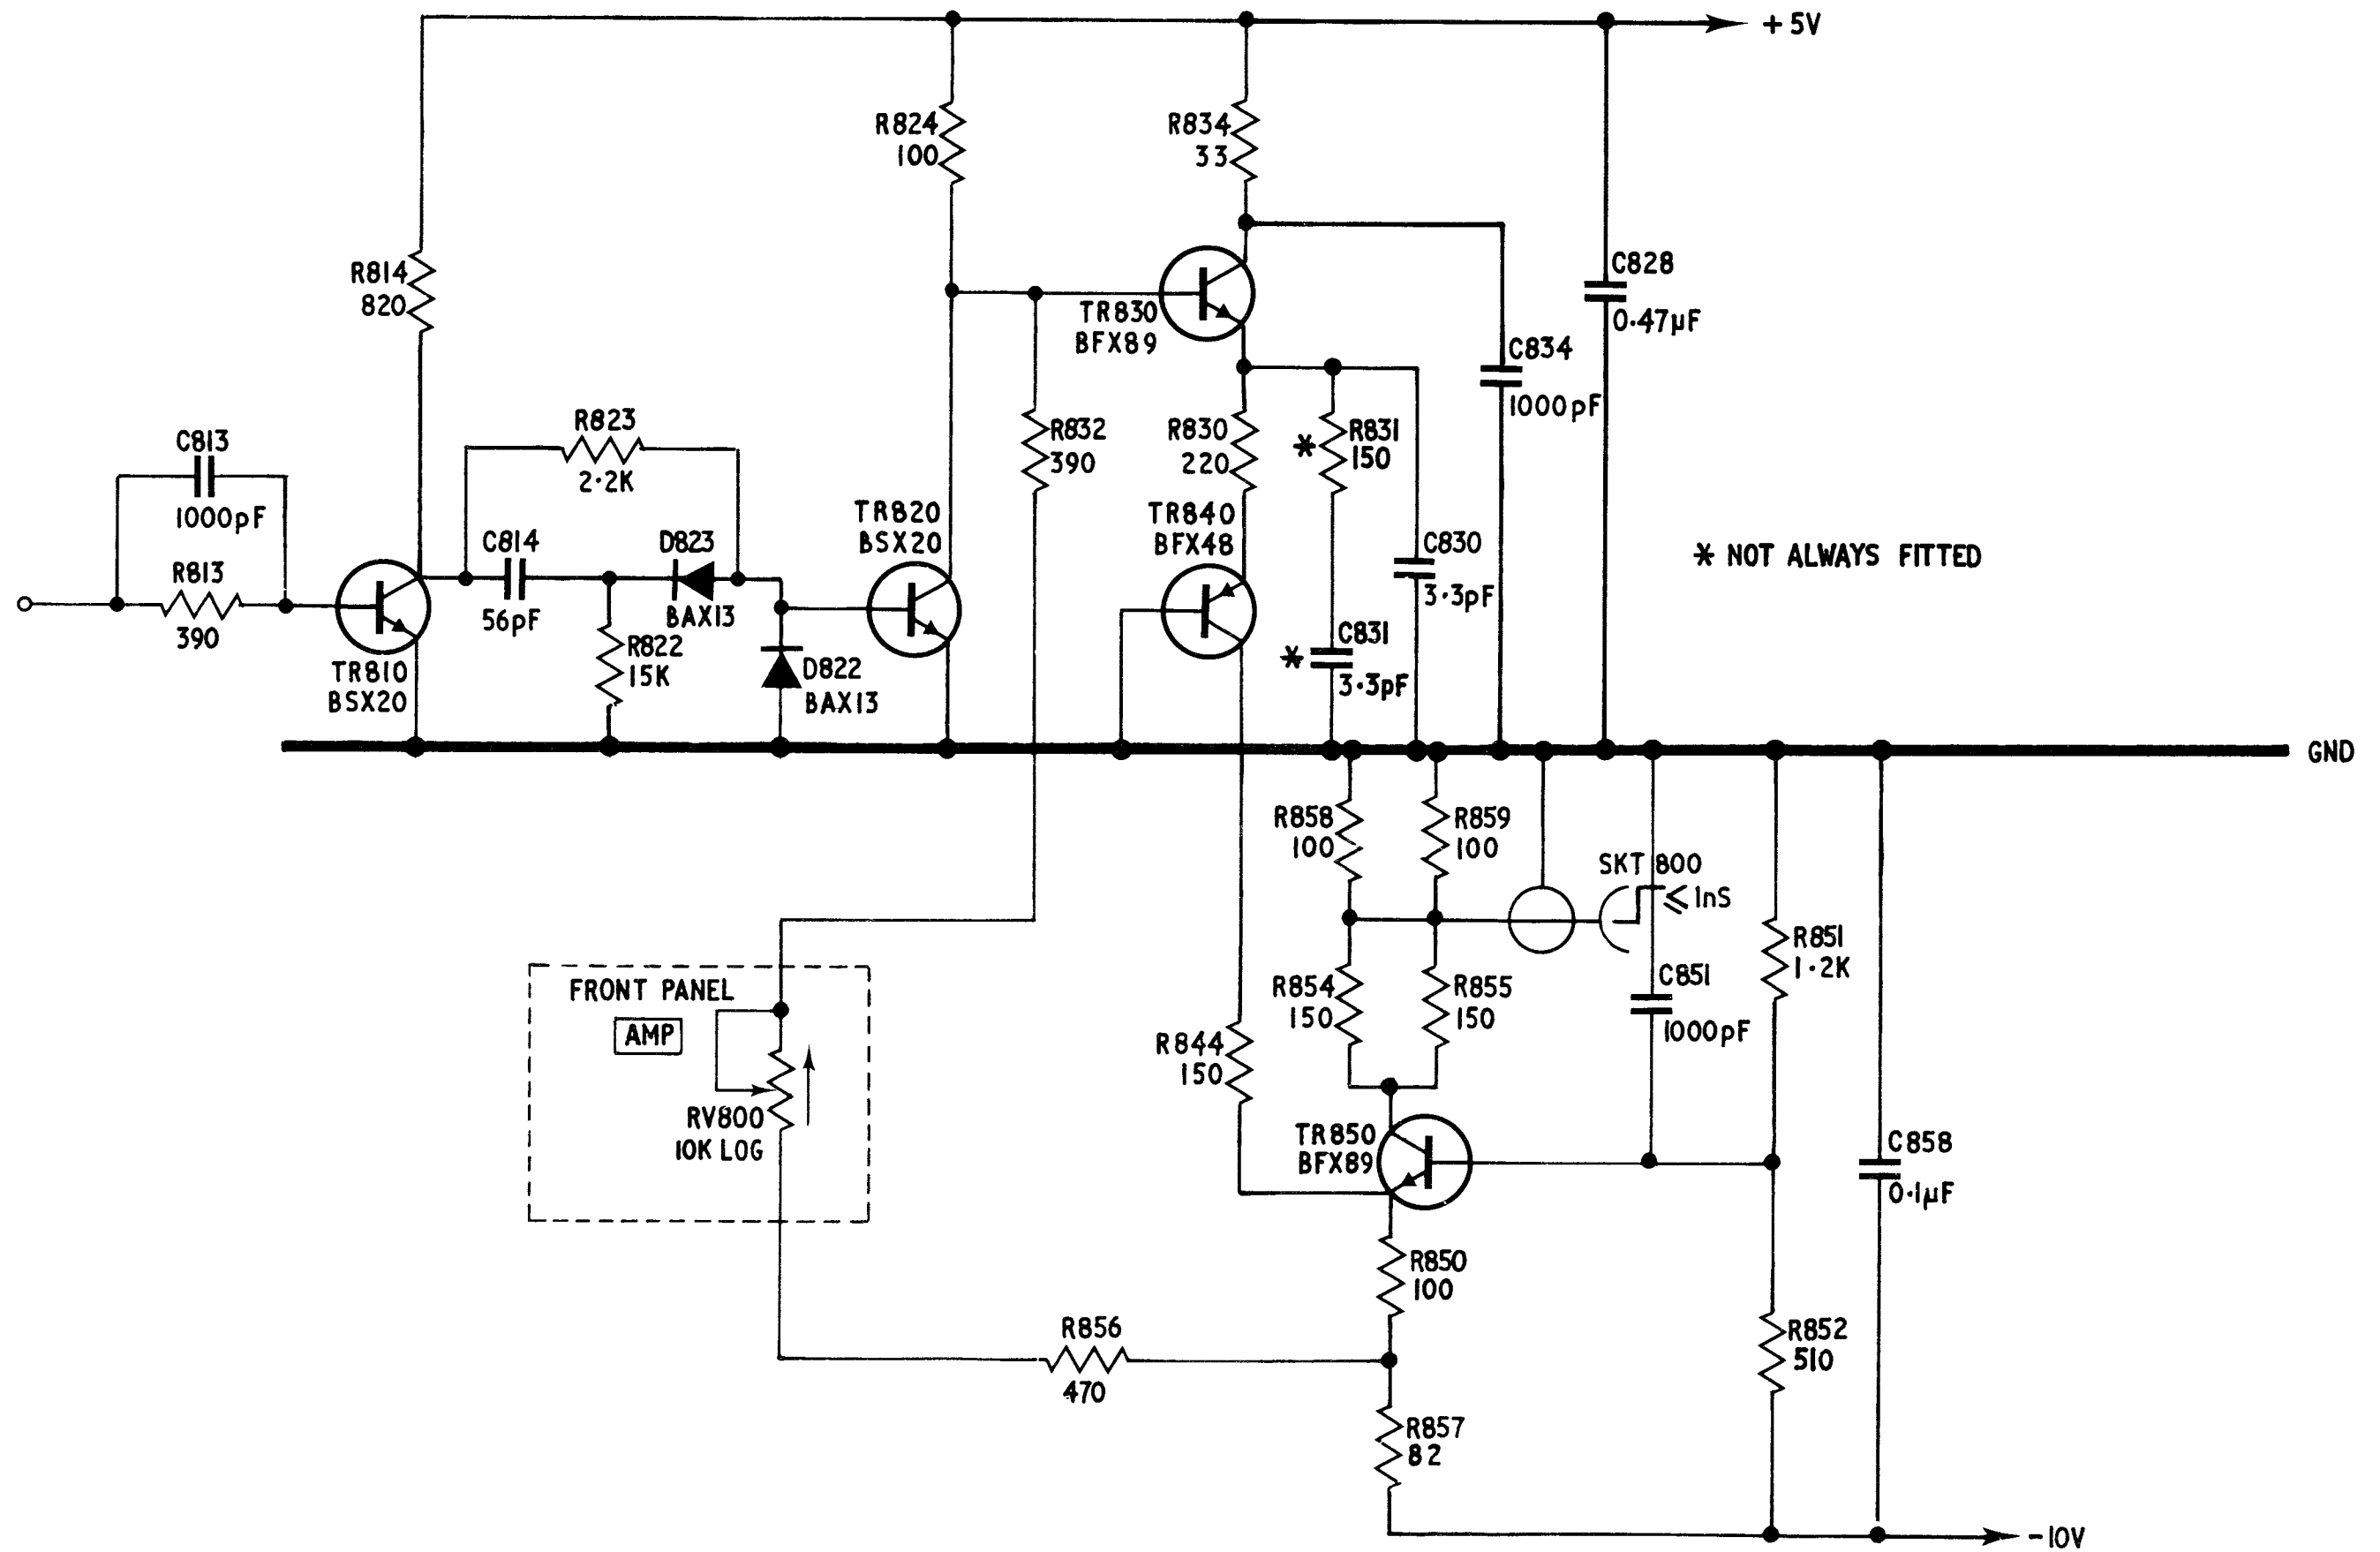 + 5V
R824
100
R834
33
R814
820
C828
0·47µF
TR830
BFX89
C834
1000pF
C813
1000pF
R823
2·2K
R832
390
R830
220
*
R831
150
R813
390
C814
56pF
D823
BAX13
TR820
BSX20
TR840
BFX48
C830
3·3pF
* NOT ALWAYS FITTED
TR810
BSX20
R822
15K
D822
BAX13
*
C831
3·3pF
GND
R858
100
R859
100
SKT 800
≤ 1nS
R851
1·2K
FRONT PANEL
AMP
RV800
10K LOG
R854
150
R855
150
C851
1000pF
R844
150
TR850
BFX89
C858
0·1µF
R850
100
R856
470
R852
510
R857
82
-10V